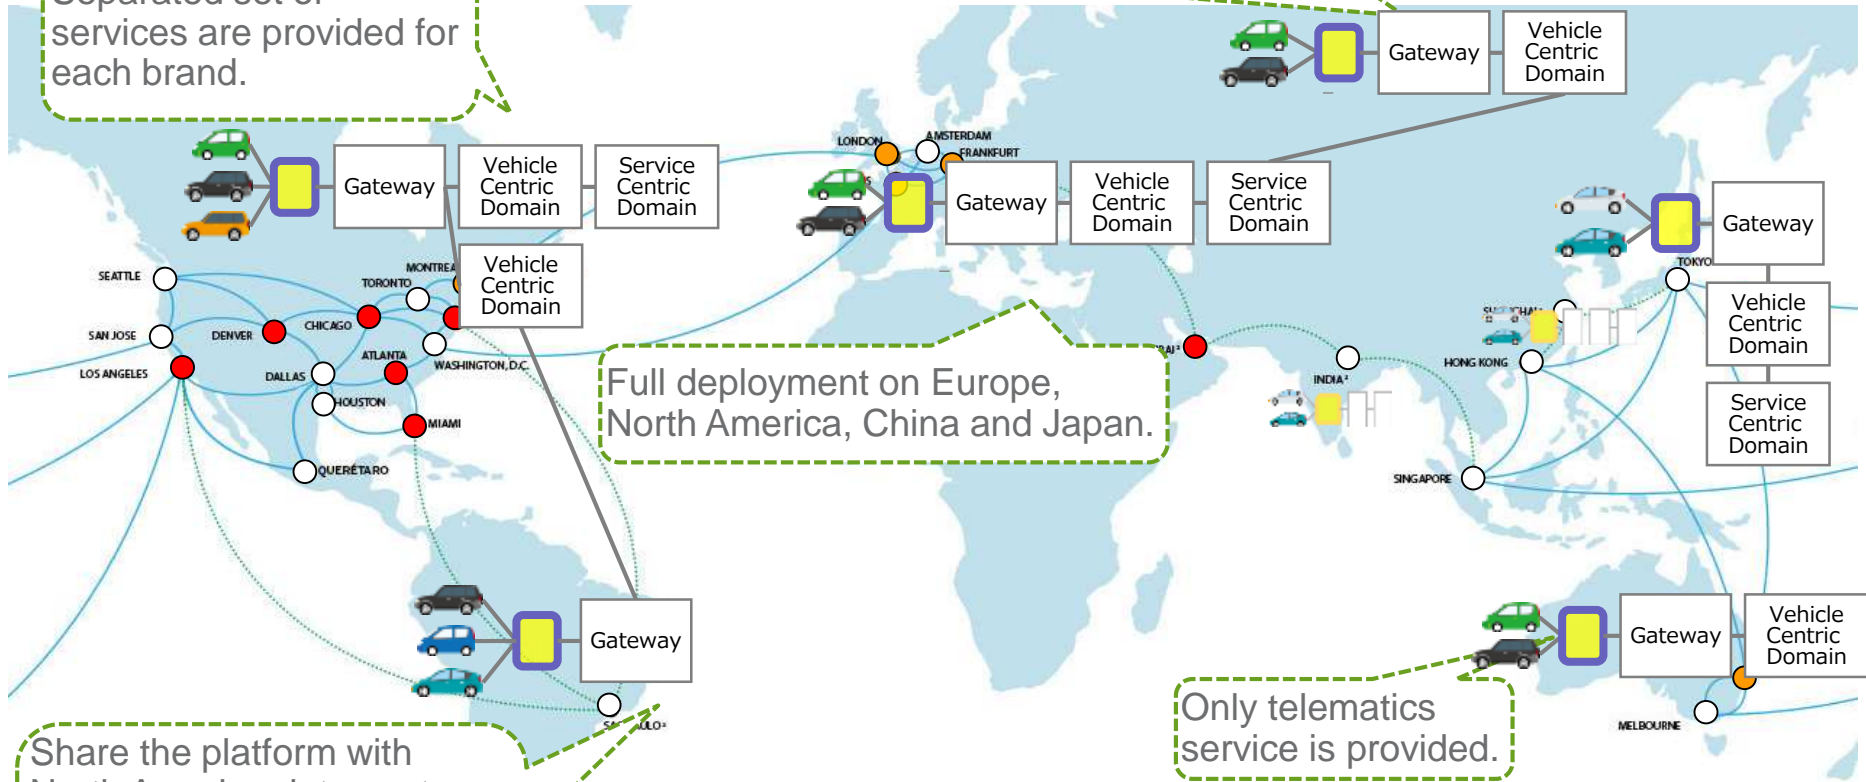 services are provided for
each brand.
Gateway
Vehicle
Centric
Domain
LONDON
AMSTERDAM
FRANKFURT
Gateway
Vehicle
Centric
Domain
Service
Centric
Domain
Gateway
Vehicle
Centric
Domain
Service
Centric
Domain
Gateway
Vehicle
Centric
Domain
SEATTLE
TORONTO
SAN JOSE
DENVER
CHICAGO
LOS ANGELES
DALLAS
ATLANTA
WASHINGTON, D.C.
HOUSTON
MIAMI
QUERÉTARO
TOKYO
Vehicle
Centric
Domain
Service
Centric
Domain
HONG KONG
INDIA²
SINGAPORE
Full deployment on Europe,
North America, China and Japan.
Gateway
Gateway
Vehicle
Centric
Domain
MELBOURNE
Only telematics
service is provided.
Share the platform with